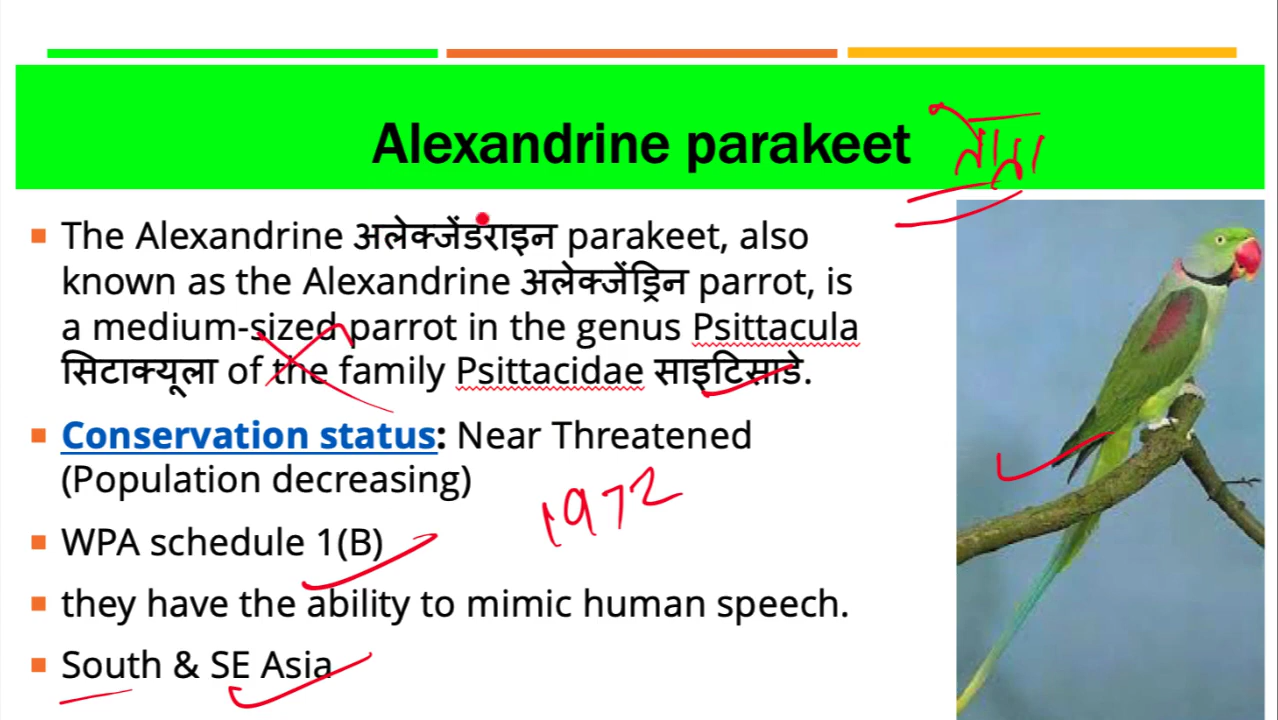 Alexandrine parakeet तोता
The Alexandrine अलेक्जेंडराइन parakeet, also
known as the Alexandrine अलेक्जेंड्रिन parrot, is
a medium-sized parrot in the genus Psittacula
सिटाक्यूला of the family Psittacidae साइटिसाडे.
Conservation status: Near Threatened
(Population decreasing)
1972
WPA schedule 1(B)
they have the ability to mimic human speech.
South & SE Asia